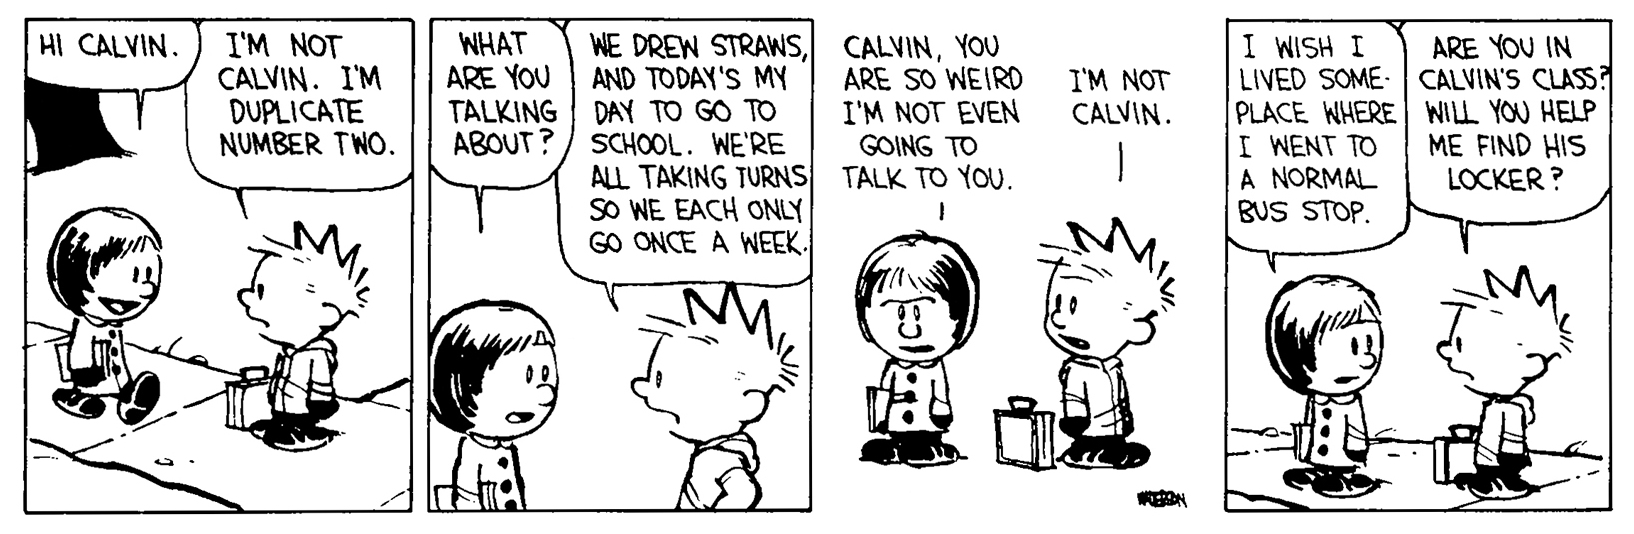 HI CALVIN.
I'M NOT
CALVIN. I'M
DUPLICATE
NUMBER TWO.
WHAT
ARE YOU
TALKING
ABOUT?
WE DREW STRAWS,
AND TODAY'S MY
DAY TO GO TO
SCHOOL. WE'RE
ALL TAKING TURNS
SO WE EACH ONLY
GO ONCE A WEEK.
CALVIN, YOU
ARE SO WEIRD
I'M NOT EVEN
GOING TO
TALK TO YOU.
I'M NOT
CALVIN.
WATTERSON
I WISH I
LIVED SOME-
PLACE WHERE
I WENT TO
A NORMAL
BUS STOP.
ARE YOU IN
CALVIN'S CLASS?
WILL YOU HELP
ME FIND HIS
LOCKER?